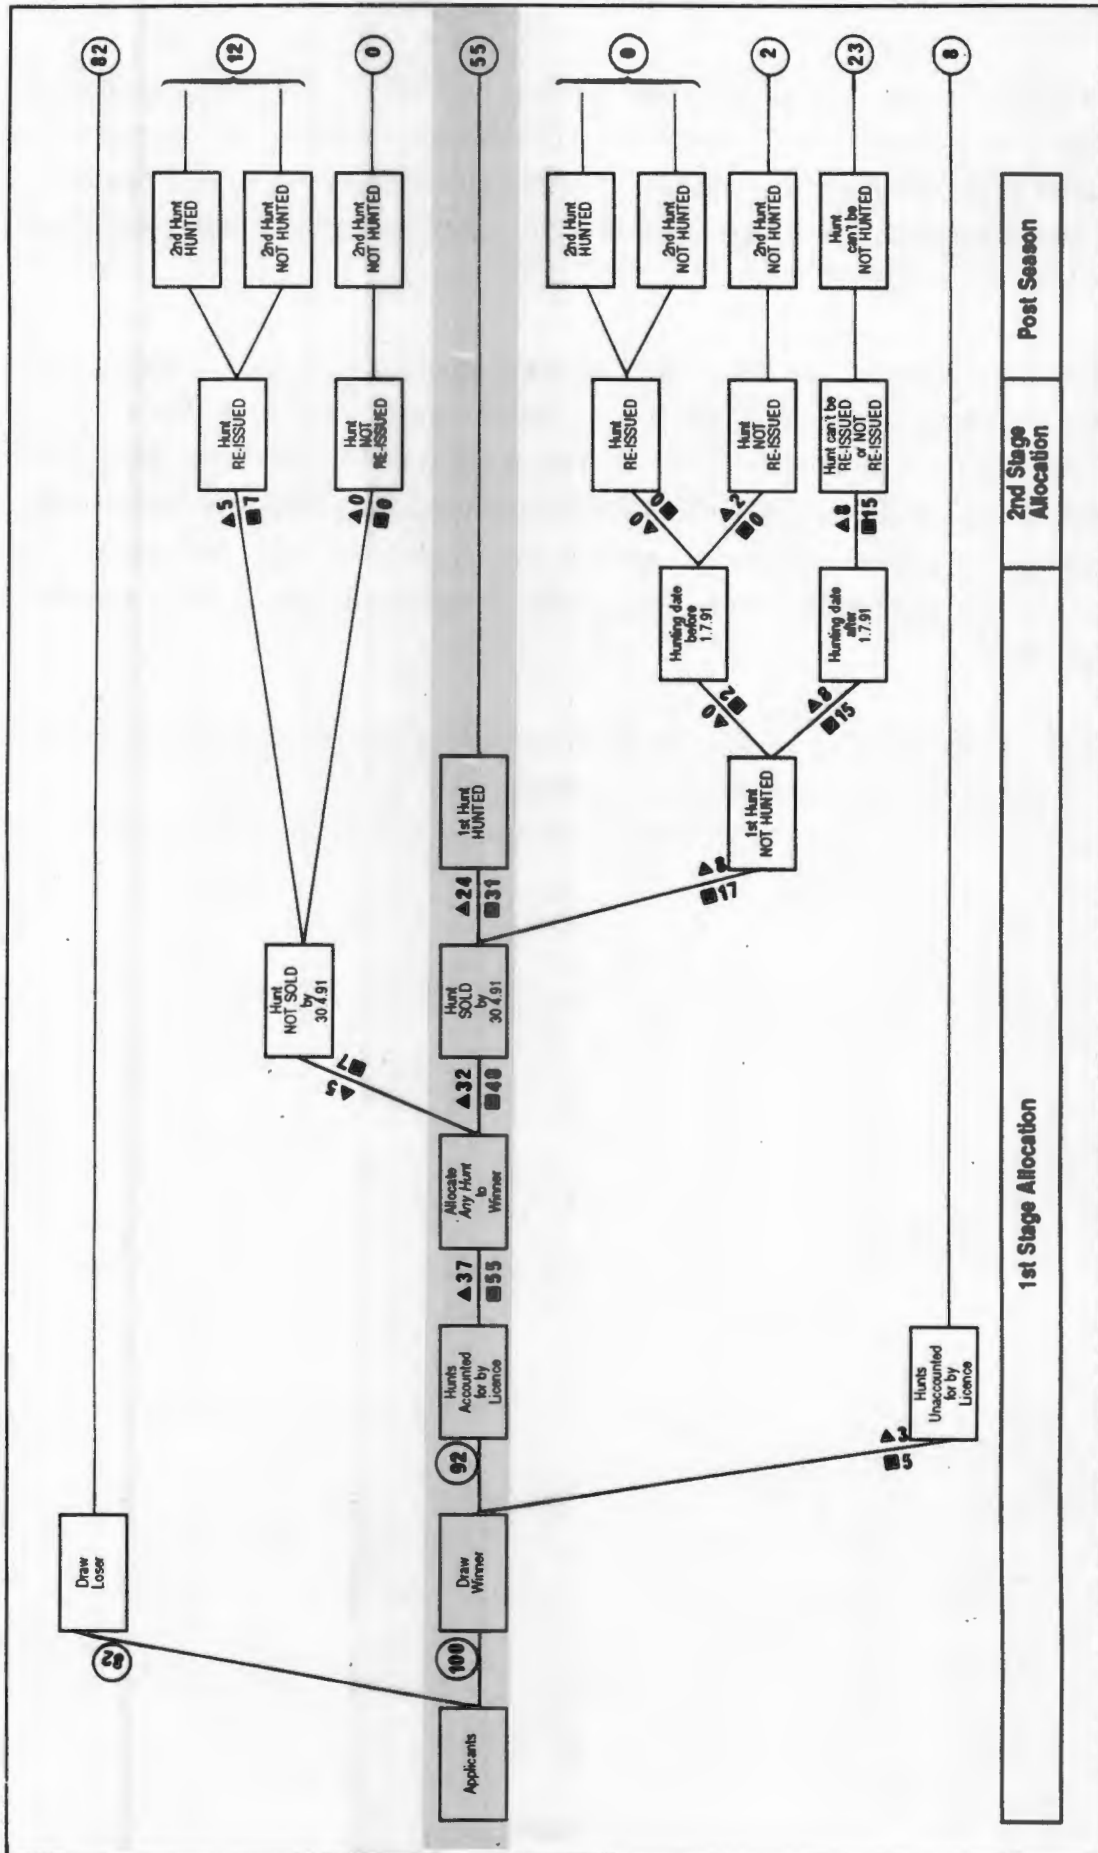 Applicants
82
Draw
Loser
82
100
Draw
Winner
92
Hunts
Accounted
for by
Licence
▲3
■5
Hunts
Unaccounted
for by
Licence
8
▲37
■55
Allocate
Any Hunt
to
Winner
▲5
■7
Hunt
NOT SOLD
by
30.4.91
▲5
■7
Hunt
RE-ISSUED
2nd Hunt
HUNTED
2nd Hunt
NOT HUNTED
12
▲0
■0
Hunt
NOT
RE-ISSUED
2nd Hunt
NOT HUNTED
0
▲32
■48
Hunt
SOLD
by
30.4.91
▲24
■31
1st Hunt
HUNTED
55
▲8
■17
1st Hunt
NOT HUNTED
▲0
■2
Hunting date
before
1.7.91
▲0
■0
Hunt
RE-ISSUED
2nd Hunt
HUNTED
2nd Hunt
NOT HUNTED
0
▲2
■0
Hunt
NOT
RE-ISSUED
2nd Hunt
NOT HUNTED
2
▲8
■15
Hunting date
after
1.7.91
▲8
■15
Hunt can't be
RE-ISSUED
or NOT
RE-ISSUED
Hunt
can't be
NOT HUNTED
23
1st Stage Allocation
2nd Stage
Allocation
Post Season